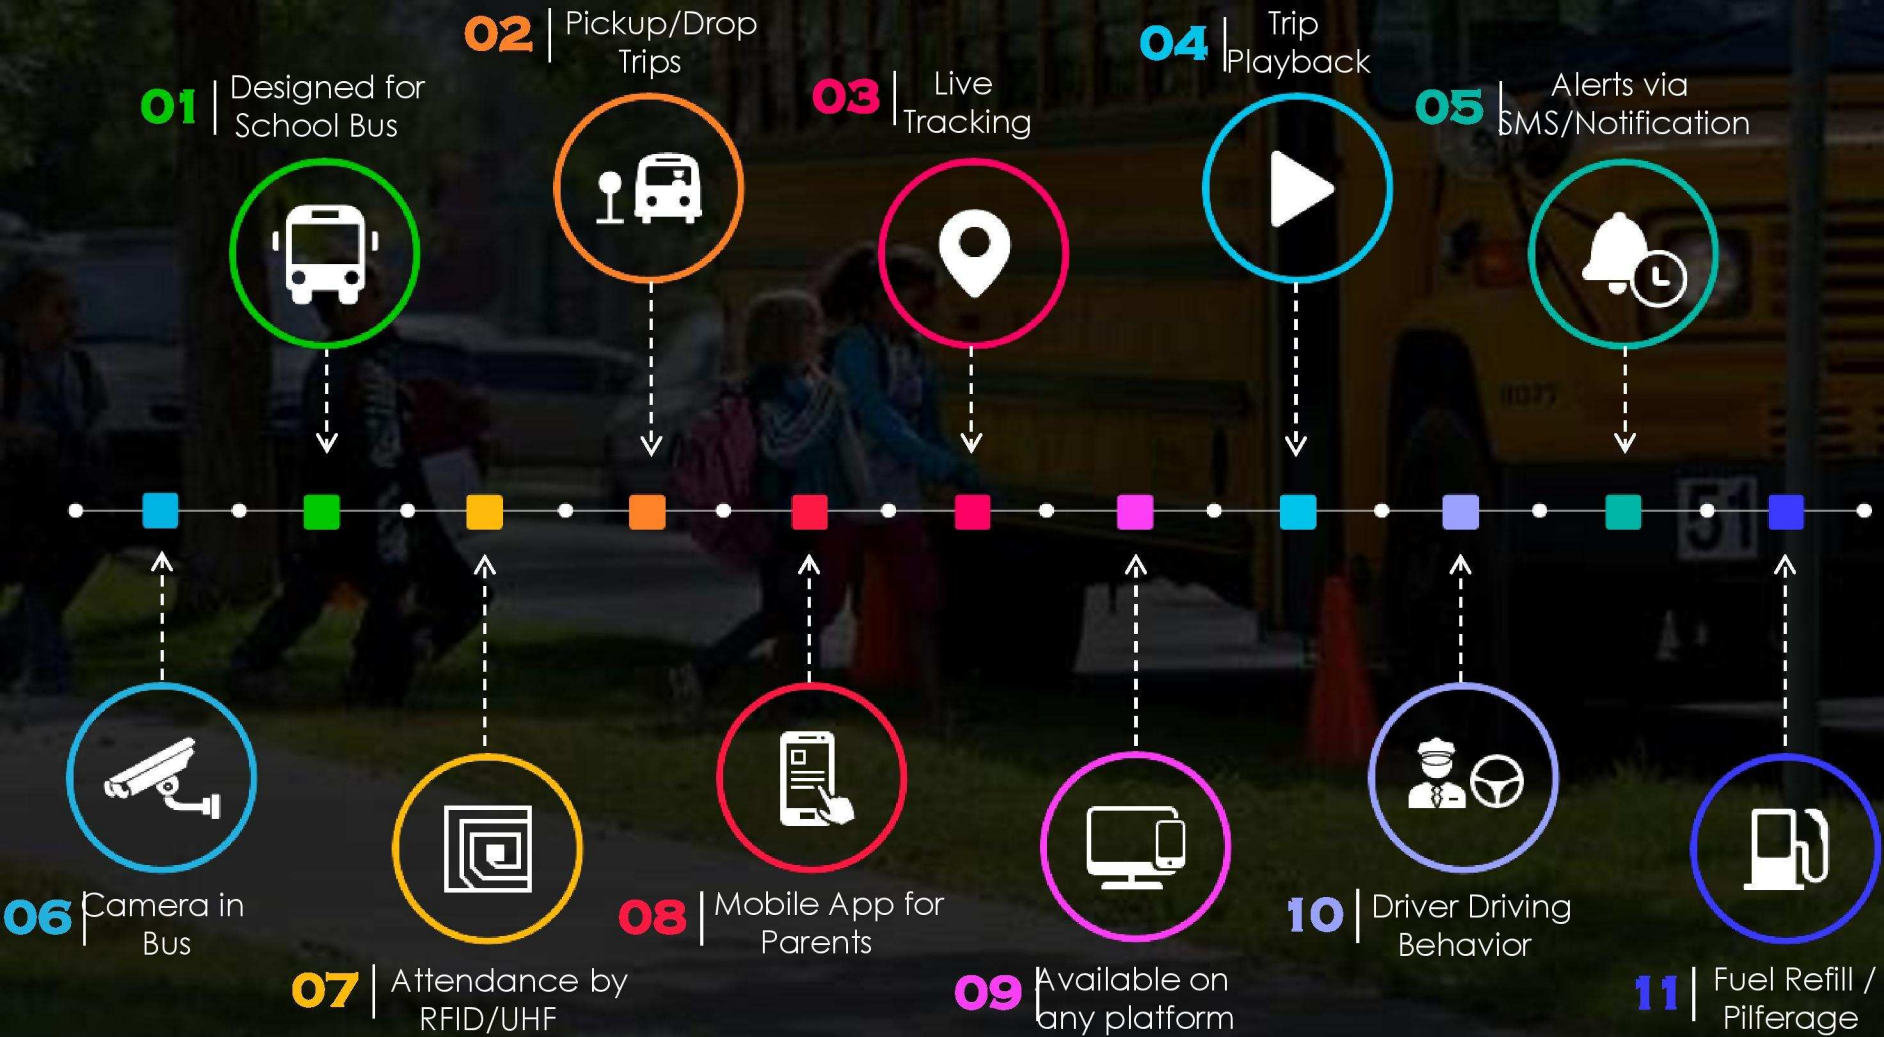 01
Designed for
School Bus
02
Pickup/Drop
Trips
03
Live
Tracking
04
Trip
Playback
05
Alerts via
SMS/Notification
51
06
Camera in
Bus
07
Attendance by
RFID/UHF
08
Mobile App for
Parents
09
Available on
any platform
10
Driver Driving
Behavior
11
Fuel Refill /
Pilferage